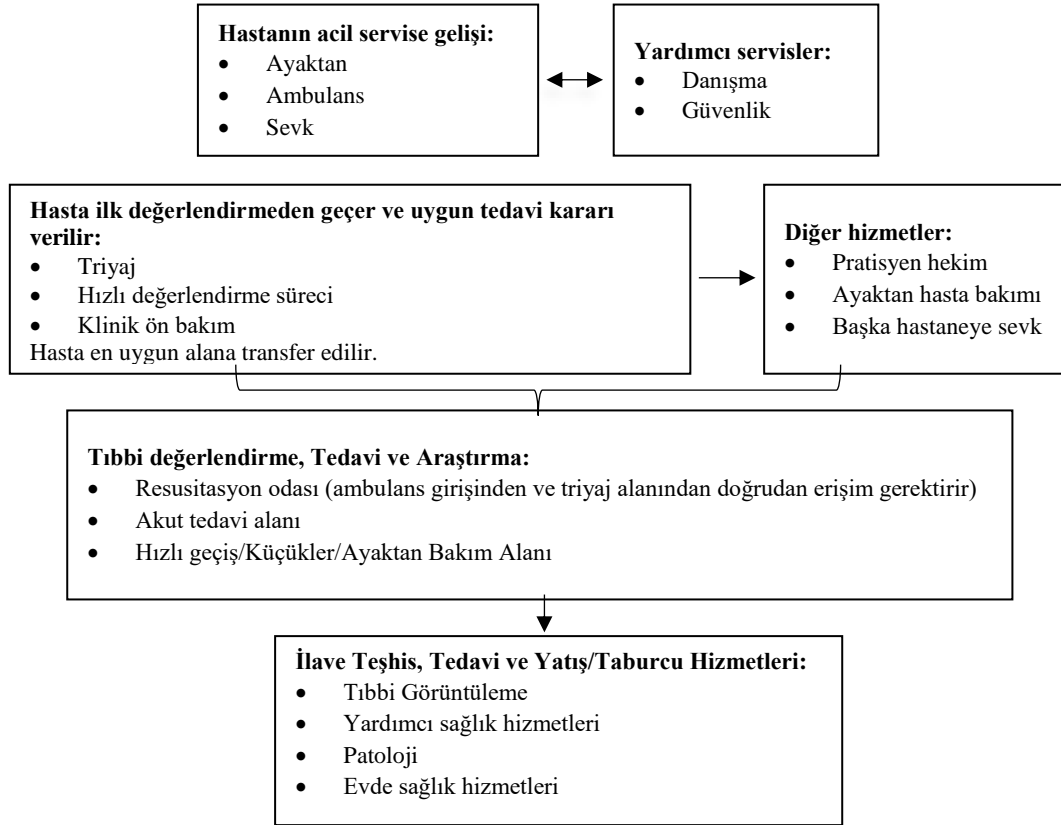 Hastanın acil servise gelişi:
• Ayaktan
• Ambulans
• Sevk
Yardımcı servisler:
• Danışma
• Güvenlik
Hasta ilk değerlendirmeden geçer ve uygun tedavi kararı
verilir:
• Triyaj
• Hızlı değerlendirme süreci
• Klinik ön bakım
Hasta en uygun alana transfer edilir.
Diğer hizmetler:
• Pratisyen hekim
• Ayaktan hasta bakımı
• Başka hastaneye sevk
Tıbbi değerlendirme, Tedavi ve Araştırma:
• Resusitasyon odası (ambulans girişinden ve triyaj alanından doğrudan erişim gerektirir)
• Akut tedavi alanı
• Hızlı geçiş/Küçükler/Ayaktan Bakım Alanı
İlave Teşhis, Tedavi ve Yatış/Taburcu Hizmetleri:
• Tıbbi Görüntüleme
• Yardımcı sağlık hizmetleri
• Patoloji
• Evde sağlık hizmetleri